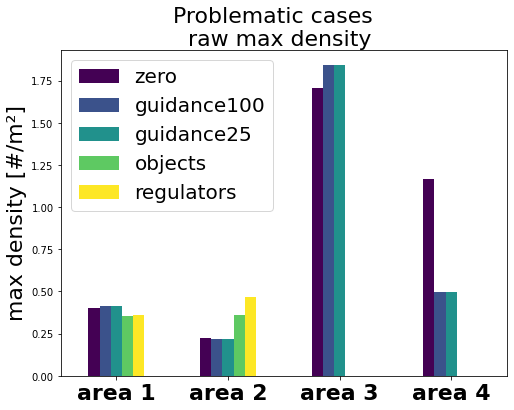 Problematic cases
raw max density
max density [#/m²]
1.75
1.50
1.25
1.00
0.75
0.50
0.25
0.00
zero
guidance100
guidance25
objects
regulators
area 1 area 2 area 3 area 4